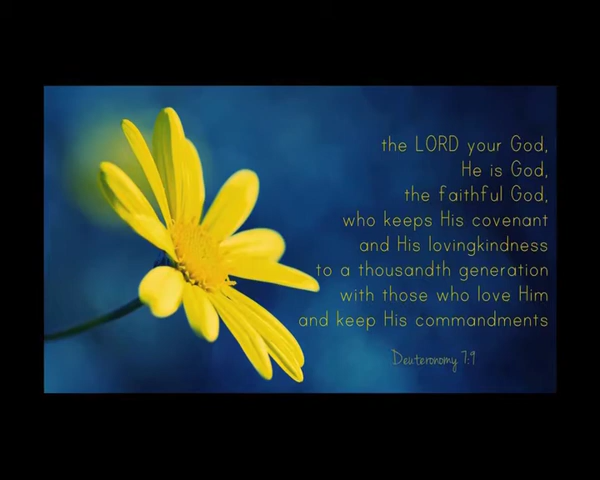 the LORD your God,
He is God,
the faithful God,
who keeps His covenant
and His lovingkindness
to a thousandth generation
with those who love Him
and keep His commandments
Deuteronomy 7:9